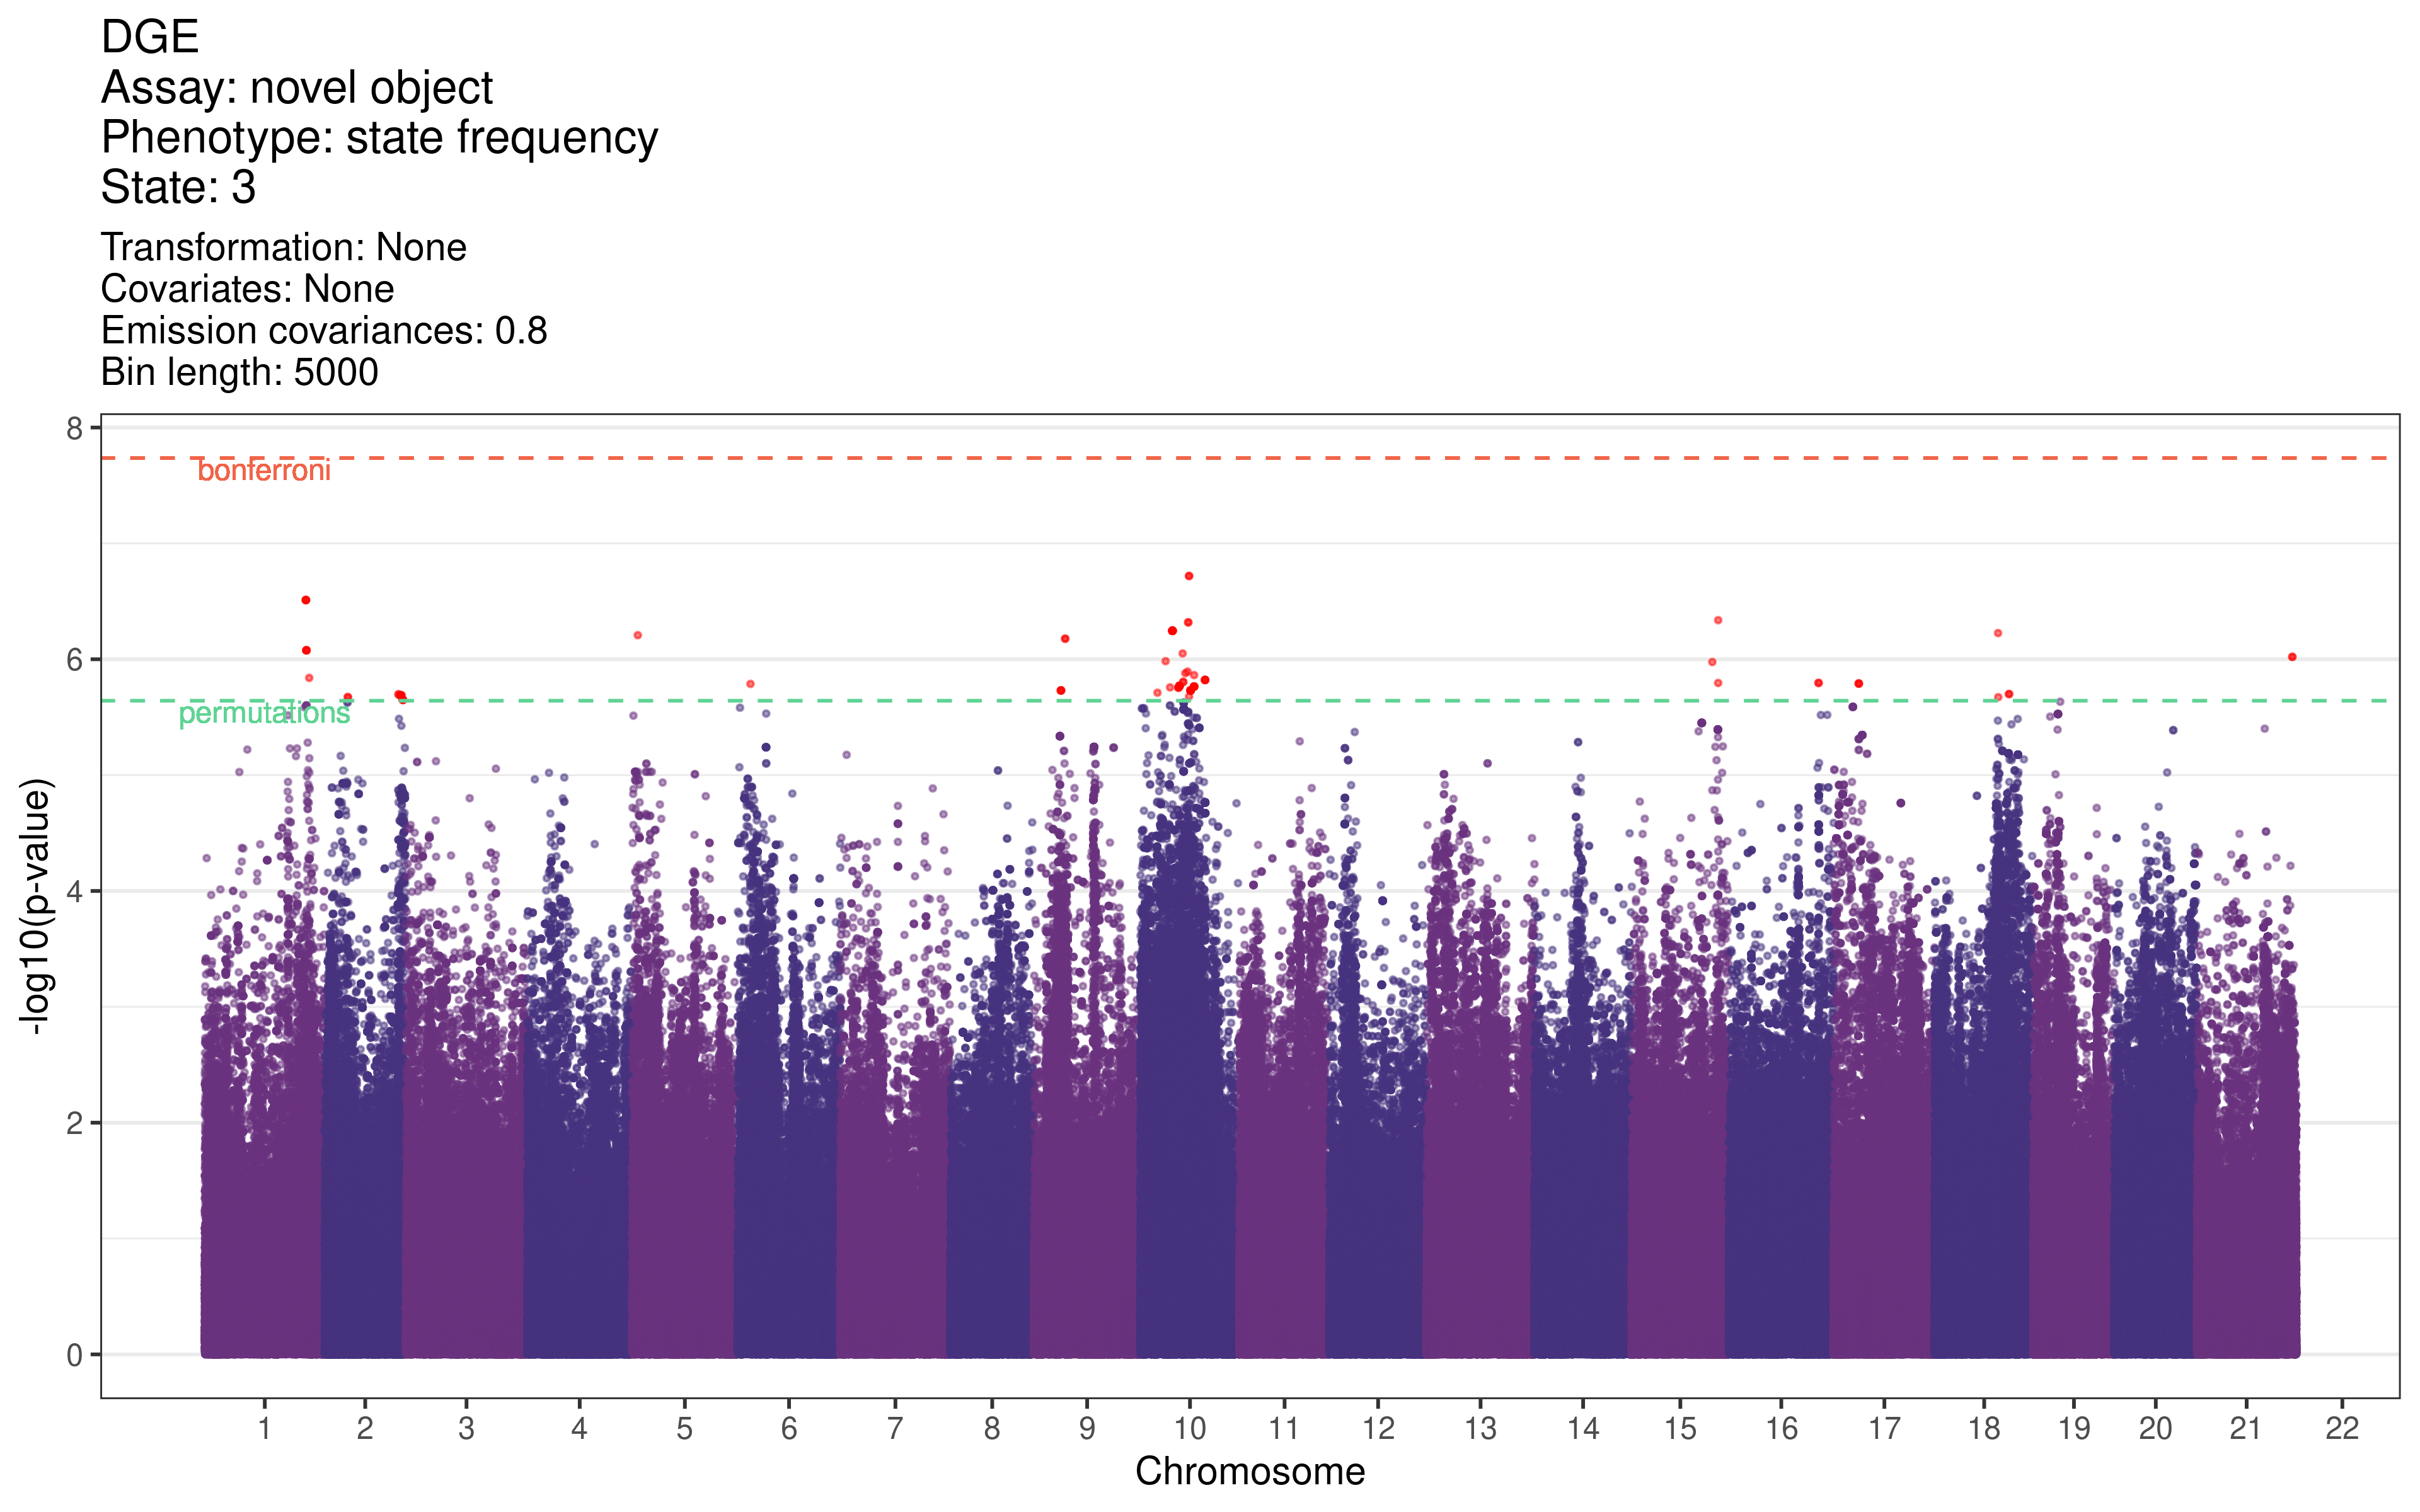 DGE
Assay: novel object
Phenotype: state frequency
State: 3
Transformation: None
Covariates: None
Emission covariances: 0.8
Bin length: 5000
8
bonferroni
6
permutations
4
2
0
-log10(p-value)
1 2 3 4 5 6 7 8 9 10 11 12 13 14 15 16 17 18 19 20 21 22
Chromosome